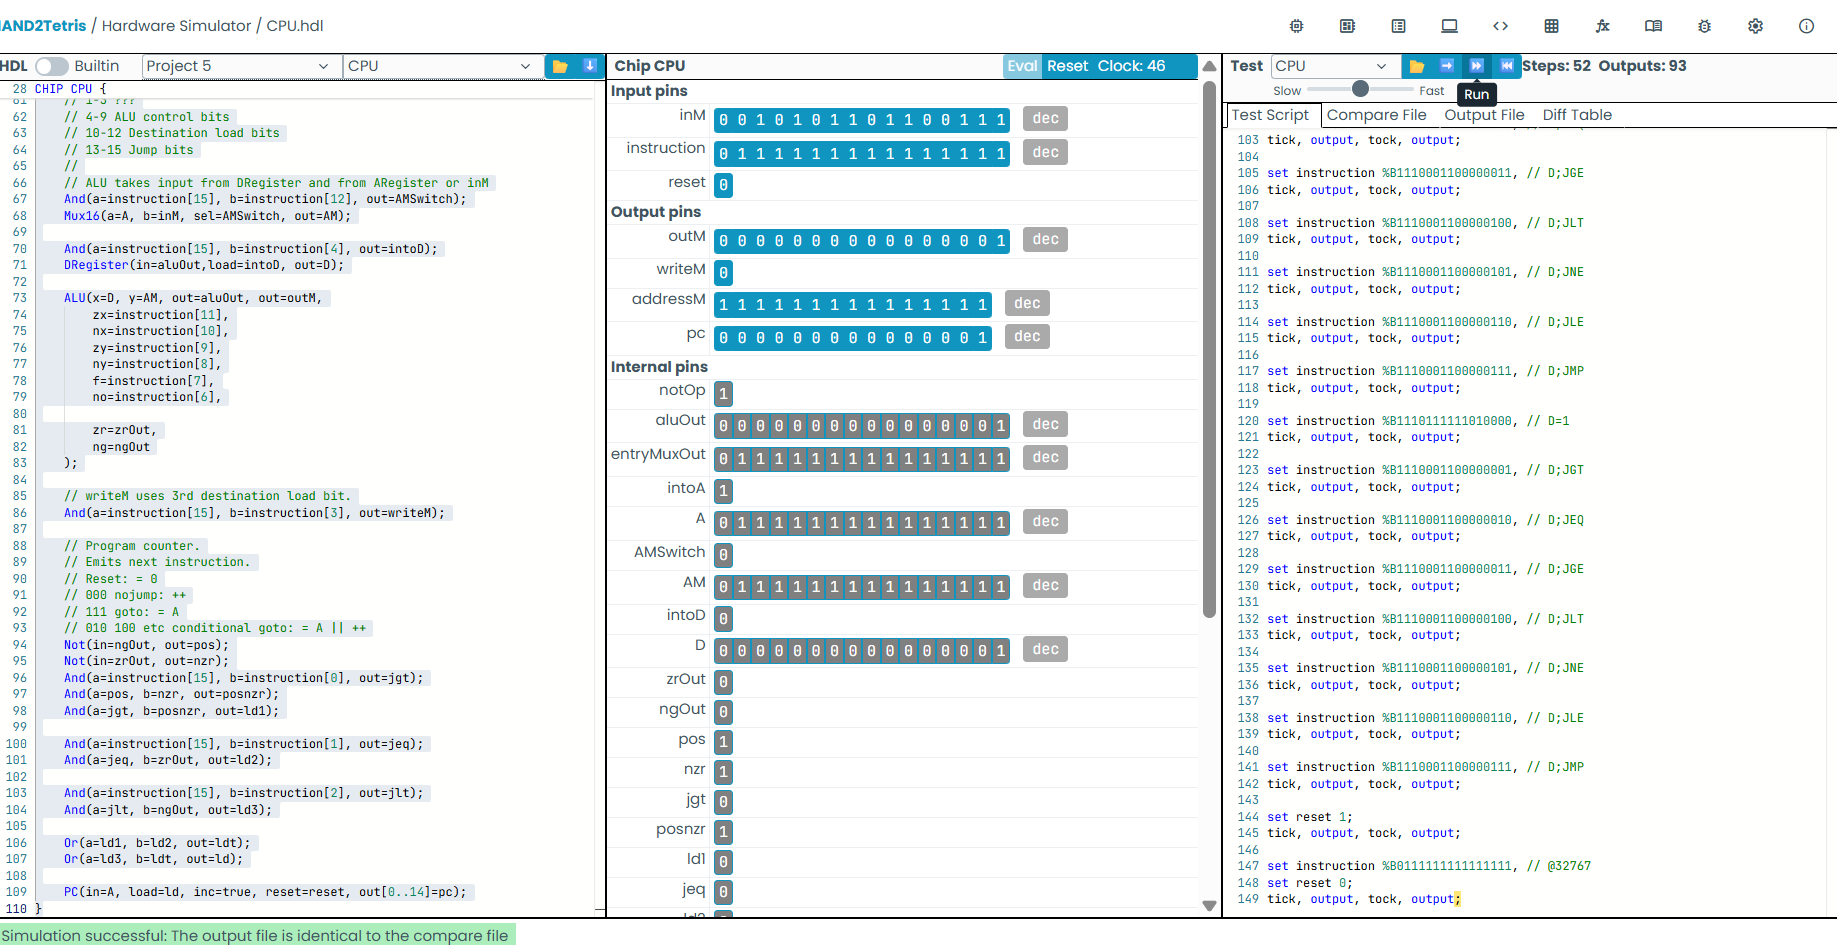 NAND2Tetris / Hardware Simulator / CPU.hdl
HDL Builtin Project 5 CPU
28 CHIP CPU {
61 // 1-3 ???
62 // 4-9 ALU control bits
63 // 10-12 Destination load bits
64 // 13-15 Jump bits
65 //
66 // ALU takes input from DRegister and from ARegister or inM
67 And(a=instruction[15], b=instruction[12], out=AMSwitch);
68 Mux16(a=A, b=inM, sel=AMSwitch, out=AM);
69
70 And(a=instruction[15], b=instruction[4], out=intoD);
71 DRegister(in=aluOut,load=intoD, out=D);
72
73 ALU(x=D, y=AM, out=aluOut, out=outM,
74 zx=instruction[11],
75 nx=instruction[10],
76 zy=instruction[9],
77 ny=instruction[8],
78 f=instruction[7],
79 no=instruction[6],
80
81 zr=zrOut,
82 ng=ngOut
83 );
84
85 // writeM uses 3rd destination load bit.
86 And(a=instruction[15], b=instruction[3], out=writeM);
87
88 // Program counter.
89 // Emits next instruction.
90 // Reset: = 0
91 // 000 nojump: ++
92 // 111 goto: = A
93 // 010 100 etc conditional goto: = A || ++
94 Not(in=ngOut, out=pos);
95 Not(in=zrOut, out=nzr);
96 And(a=instruction[15], b=instruction[0], out=jgt);
97 And(a=pos, b=nzr, out=posnzr);
98 And(a=jgt, b=posnzr, out=ld1);
99
100 And(a=instruction[15], b=instruction[1], out=jeq);
101 And(a=jeq, b=zrOut, out=ld2);
102
103 And(a=instruction[15], b=instruction[2], out=jlt);
104 And(a=jlt, b=ngOut, out=ld3);
105
106 Or(a=ld1, b=ld2, out=ldt);
107 Or(a=ld3, b=ldt, out=ld);
108
109 PC(in=A, load=ld, inc=true, reset=reset, out[0..14]=pc);
110 }
Chip CPU Eval Reset Clock: 46
Input pins
inM 0 0 1 0 1 0 1 1 0 1 1 0 0 1 1 1 dec
instruction 0 1 1 1 1 1 1 1 1 1 1 1 1 1 1 1 dec
reset 0
Output pins
outM 0 0 0 0 0 0 0 0 0 0 0 0 0 0 0 1 dec
writeM 0
addressM 1 1 1 1 1 1 1 1 1 1 1 1 1 1 1 dec
pc 0 0 0 0 0 0 0 0 0 0 0 0 0 0 1 dec
Internal pins
notOp 1
aluOut 0 0 0 0 0 0 0 0 0 0 0 0 0 0 0 1 dec
entryMuxOut 0 1 1 1 1 1 1 1 1 1 1 1 1 1 1 1 dec
intoA 1
A 0 1 1 1 1 1 1 1 1 1 1 1 1 1 1 1 dec
AMSwitch 0
AM 0 1 1 1 1 1 1 1 1 1 1 1 1 1 1 1 dec
intoD 0
D 0 0 0 0 0 0 0 0 0 0 0 0 0 0 0 1 dec
zrOut 0
ngOut 0
pos 1
nzr 1
jgt 0
posnzr 1
ld1 0
jeq 0
ld2
Test CPU Steps: 52 Outputs: 93
Slow Fast Run
Test Script Compare File Output File Diff Table
103 tick, output, tock, output;
104
105 set instruction %B1110001100000011, // D;JGE
106 tick, output, tock, output;
107
108 set instruction %B1110001100000100, // D;JLT
109 tick, output, tock, output;
110
111 set instruction %B1110001100000101, // D;JNE
112 tick, output, tock, output;
113
114 set instruction %B1110001100000110, // D;JLE
115 tick, output, tock, output;
116
117 set instruction %B1110001100000111, // D;JMP
118 tick, output, tock, output;
119
120 set instruction %B1110111111010000, // D=1
121 tick, output, tock, output;
122
123 set instruction %B1110001100000001, // D;JGT
124 tick, output, tock, output;
125
126 set instruction %B1110001100000010, // D;JEQ
127 tick, output, tock, output;
128
129 set instruction %B1110001100000011, // D;JGE
130 tick, output, tock, output;
131
132 set instruction %B1110001100000100, // D;JLT
133 tick, output, tock, output;
134
135 set instruction %B1110001100000101, // D;JNE
136 tick, output, tock, output;
137
138 set instruction %B1110001100000110, // D;JLE
139 tick, output, tock, output;
140
141 set instruction %B1110001100000111, // D;JMP
142 tick, output, tock, output;
143
144 set reset 1;
145 tick, output, tock, output;
146
147 set instruction %B0111111111111111, // @32767
148 set reset 0;
149 tick, output, tock, output;
Simulation successful: The output file is identical to the compare file